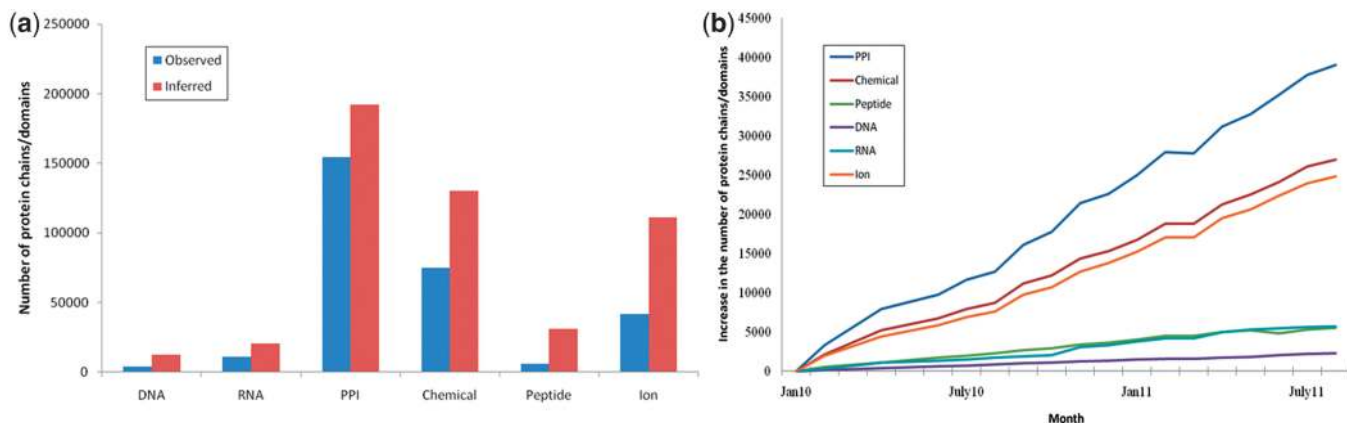 (a)
Number of protein chains/domains
250000
200000
150000
100000
50000
0
Observed
Inferred
DNA RNA PPI Chemical Peptide Ion
(b)
Increase in the number of protein chains/domains
45000
40000
35000
30000
25000
20000
15000
10000
5000
0
PPI
Chemical
Peptide
DNA
RNA
Ion
Jan10 July10 Jan11 July11
Month